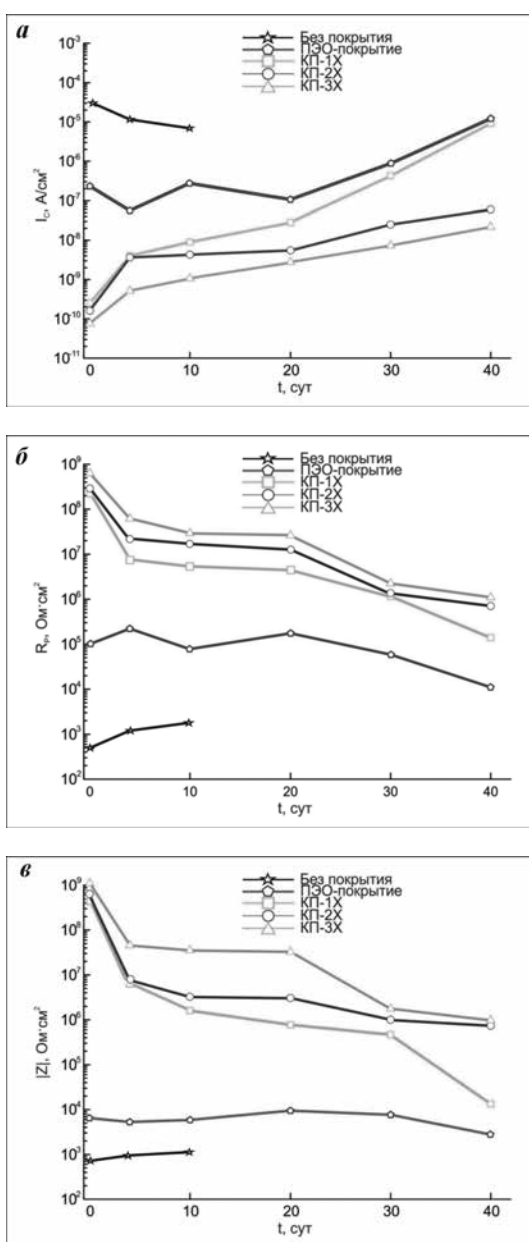 а
Без покрытия
ПЭО-покрытие
КП-1Х
КП-2Х
КП-3Х
10⁻³
10⁻⁴
10⁻⁵
10⁻⁶
10⁻⁷
10⁻⁸
10⁻⁹
10⁻¹⁰
10⁻¹¹
I_C, А/см²
0 10 20 30 40
t, сут
б
Без покрытия
ПЭО-покрытие
КП-1Х
КП-2Х
КП-3Х
10⁹
10⁸
10⁷
10⁶
10⁵
10⁴
10³
10²
R_P, Ом·см²
0 10 20 30 40
t, сут
в
Без покрытия
ПЭО-покрытие
КП-1Х
КП-2Х
КП-3Х
10⁹
10⁸
10⁷
10⁶
10⁵
10⁴
10³
10²
|Z|, Ом·см²
0 10 20 30 40
t, сут